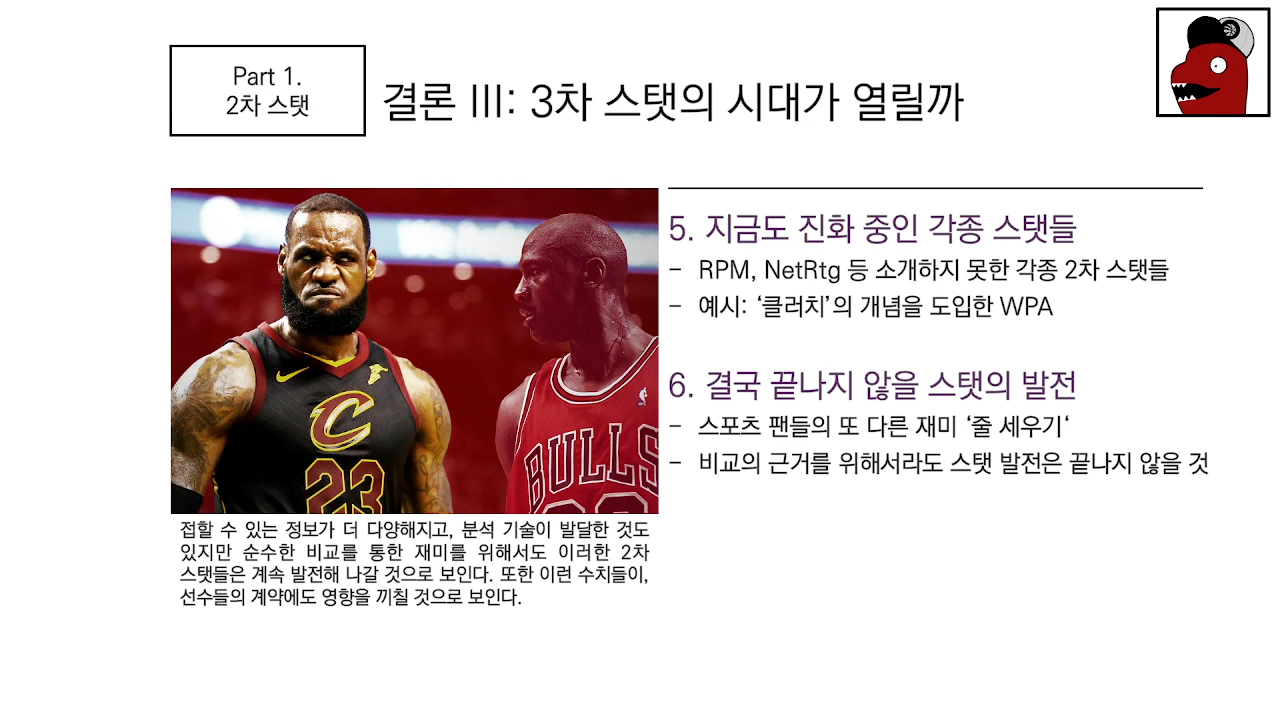 Part 1.
2차 스탯
결론 III: 3차 스탯의 시대가 열릴까
C
23
BULLS
접할 수 있는 정보가 더 다양해지고, 분석 기술이 발달한 것도
있지만 순수한 비교를 통한 재미를 위해서도 이러한 2차
스탯들은 계속 발전해 나갈 것으로 보인다. 또한 이런 수치들이,
선수들의 계약에도 영향을 끼칠 것으로 보인다.
5. 지금도 진화 중인 각종 스탯들
- RPM, NetRtg 등 소개하지 못한 각종 2차 스탯들
- 예시: ‘클러치’의 개념을 도입한 WPA
6. 결국 끝나지 않을 스탯의 발전
- 스포츠 팬들의 또 다른 재미 ‘줄 세우기‘
- 비교의 근거를 위해서라도 스탯 발전은 끝나지 않을 것